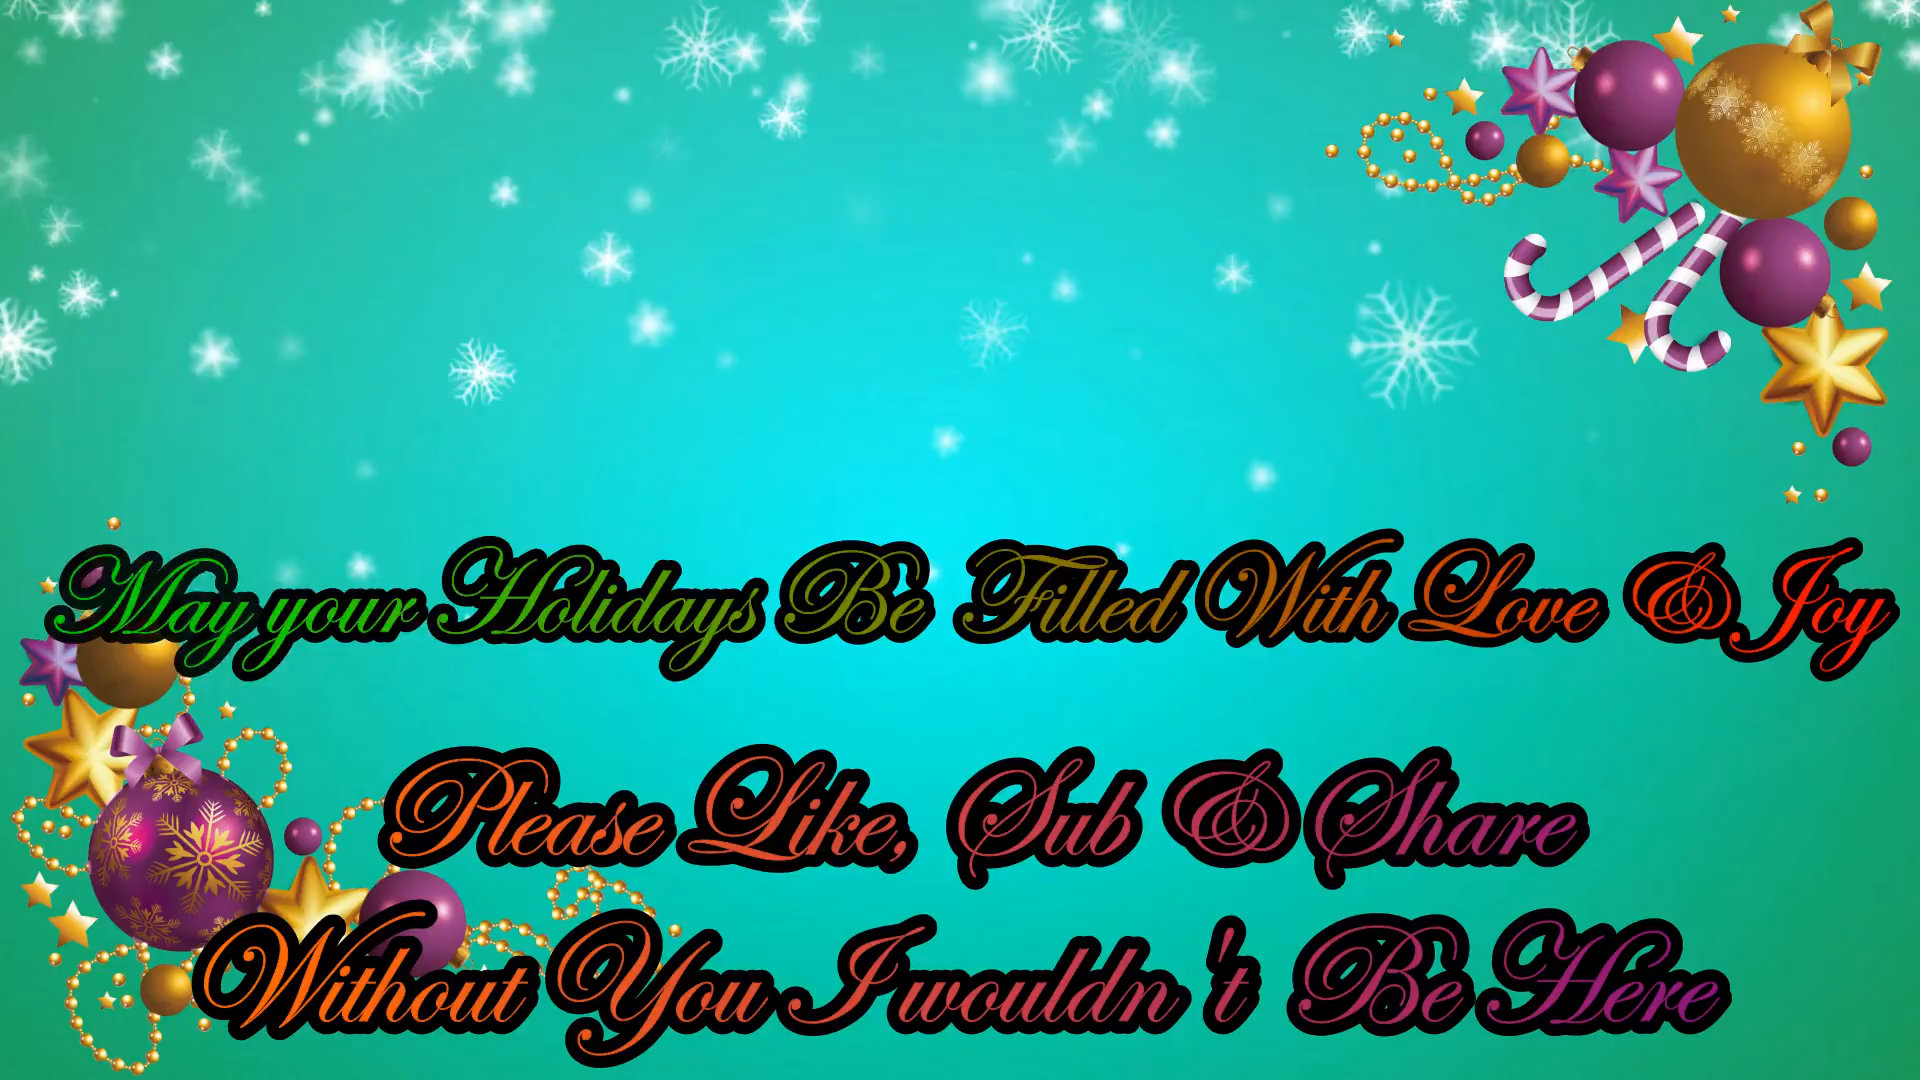 May your Holidays Be Filled With Love & Joy
Please Like, Sub & Share
Without You I wouldn't Be Here